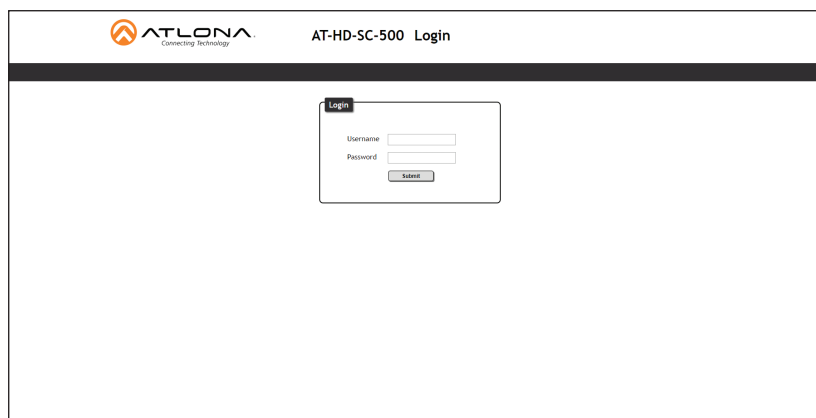 ATLONA.
Connecting Technology
AT-HD-SC-500 Login
Login
Username
Password
Submit